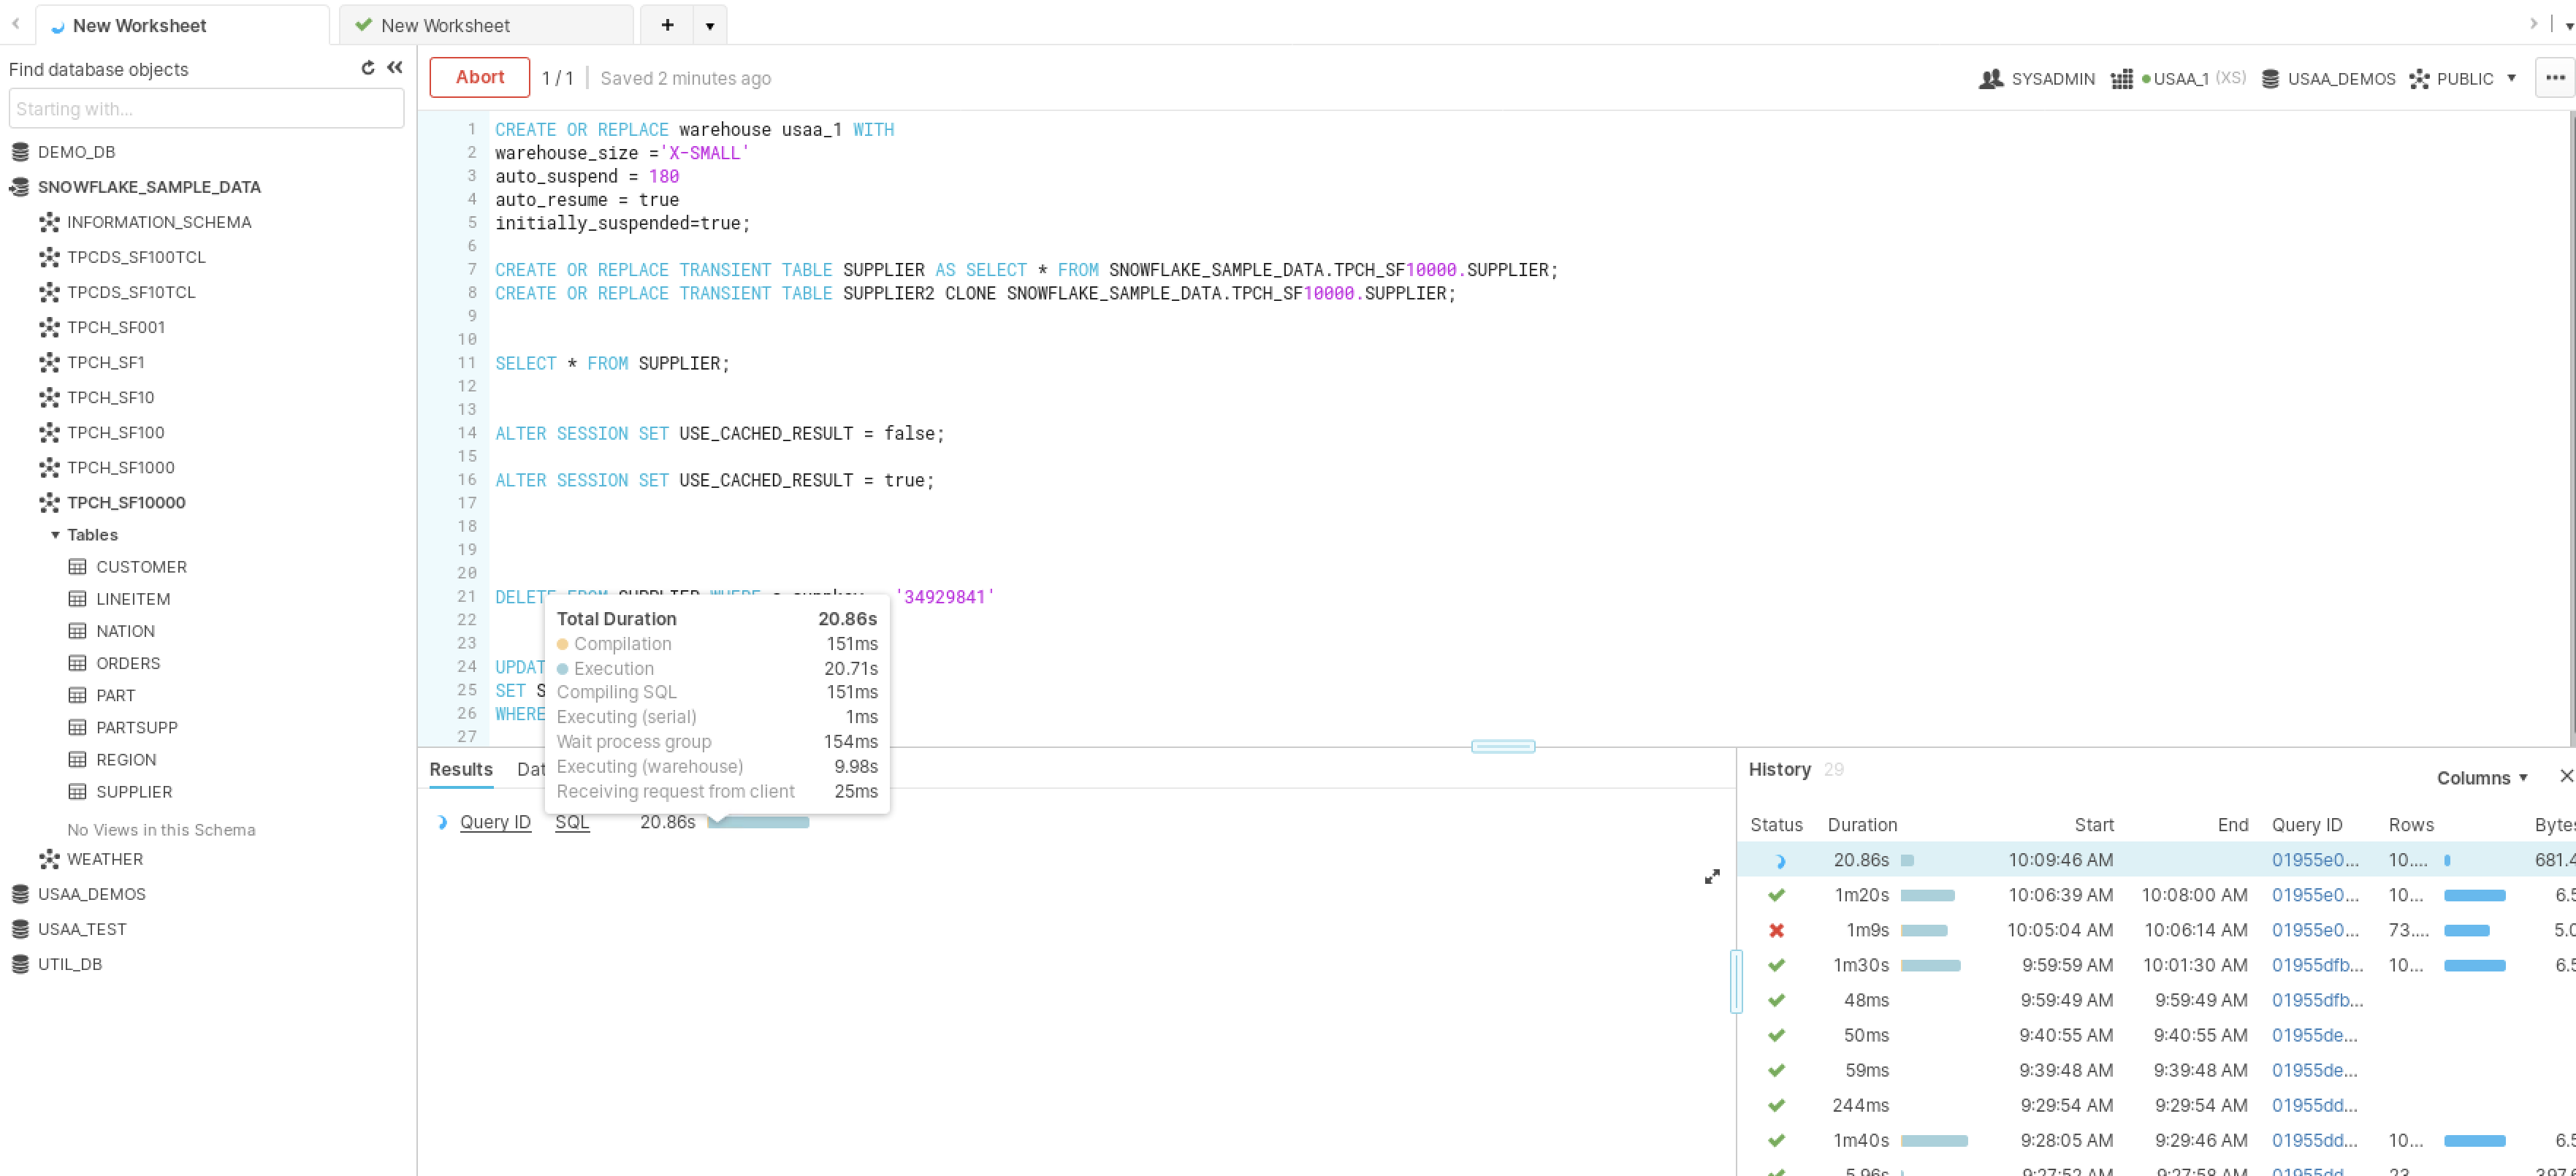 New Worksheet
New Worksheet
Find database objects
Starting with...
DEMO_DB
SNOWFLAKE_SAMPLE_DATA
INFORMATION_SCHEMA
TPCDS_SF100TCL
TPCDS_SF10TCL
TPCH_SF001
TPCH_SF1
TPCH_SF10
TPCH_SF100
TPCH_SF1000
TPCH_SF10000
Tables
CUSTOMER
LINEITEM
NATION
ORDERS
PART
PARTSUPP
REGION
SUPPLIER
No Views in this Schema
WEATHER
USAA_DEMOS
USAA_TEST
UTIL_DB
Abort 1 / 1 Saved 2 minutes ago
SYSADMIN USAA_1 (XS) USAA_DEMOS PUBLIC
1 CREATE OR REPLACE warehouse usaa_1 WITH
2 warehouse_size ='X-SMALL'
3 auto_suspend = 180
4 auto_resume = true
5 initially_suspended=true;
6
7 CREATE OR REPLACE TRANSIENT TABLE SUPPLIER AS SELECT * FROM SNOWFLAKE_SAMPLE_DATA.TPCH_SF10000.SUPPLIER;
8 CREATE OR REPLACE TRANSIENT TABLE SUPPLIER2 CLONE SNOWFLAKE_SAMPLE_DATA.TPCH_SF10000.SUPPLIER;
9
10
11 SELECT * FROM SUPPLIER;
12
13
14 ALTER SESSION SET USE_CACHED_RESULT = false;
15
16 ALTER SESSION SET USE_CACHED_RESULT = true;
17
18
19
20
21 DELETE FROM SUPPLIER WHERE '34929841'
22
23
24 UPDAT
25 SET S
26 WHERE
27
Total Duration 20.86s
Compilation 151ms
Execution 20.71s
Compiling SQL 151ms
Executing (serial) 1ms
Wait process group 154ms
Executing (warehouse) 9.98s
Receiving request from client 25ms
Results Dat
Query ID SQL 20.86s
History 29
Columns
Status Duration Start End Query ID Rows Bytes
20.86s 10:09:46 AM 01955e0... 10.... 681.4
1m20s 10:06:39 AM 10:08:00 AM 01955e0... 10... 6.5
1m9s 10:05:04 AM 10:06:14 AM 01955e0... 73.... 5.0
1m30s 9:59:59 AM 10:01:30 AM 01955dfb... 10... 6.5
48ms 9:59:49 AM 9:59:49 AM 01955dfb...
50ms 9:40:55 AM 9:40:55 AM 01955de...
59ms 9:39:48 AM 9:39:48 AM 01955de...
244ms 9:29:54 AM 9:29:54 AM 01955dd...
1m40s 9:28:05 AM 9:29:46 AM 01955dd... 10... 6.5
5.96s 9:27:52 AM 9:27:58 AM 01955dd... 23